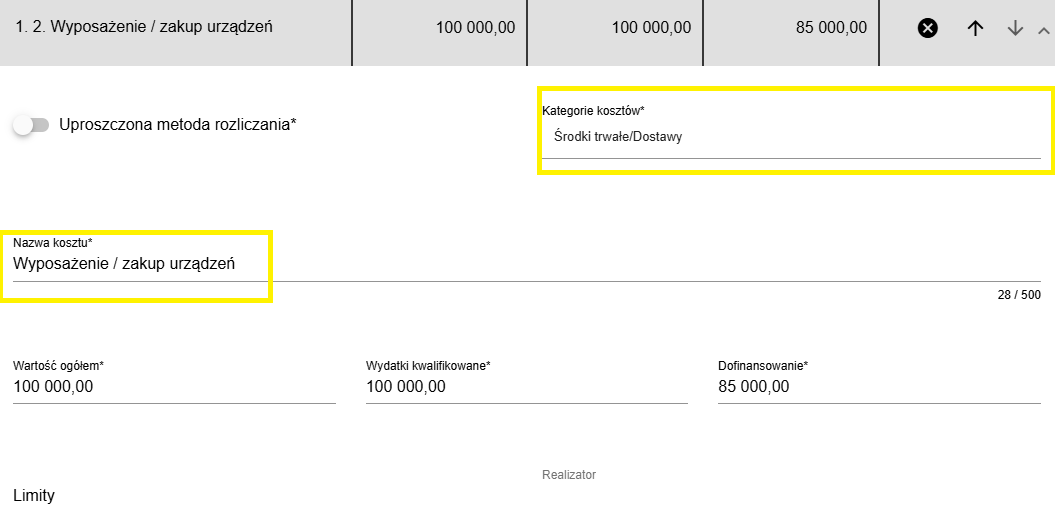 1. 2. Wyposażenie / zakup urządzeń 100 000,00 100 000,00 85 000,00
Uproszczona metoda rozliczania*
Kategorie kosztów*
Środki trwałe/Dostawy
Nazwa kosztu*
Wyposażenie / zakup urządzeń
28 / 500
Wartość ogółem* Wydatki kwalifikowane* Dofinansowanie*
100 000,00 100 000,00 85 000,00
Realizator
Limity